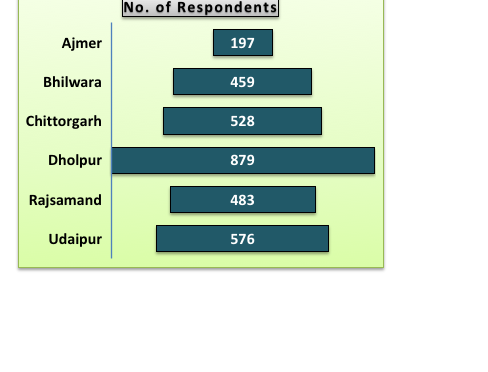 No. of Respondents
Ajmer 197
Bhilwara 459
Chittorgarh 528
Dholpur 879
Rajsamand 483
Udaipur 576